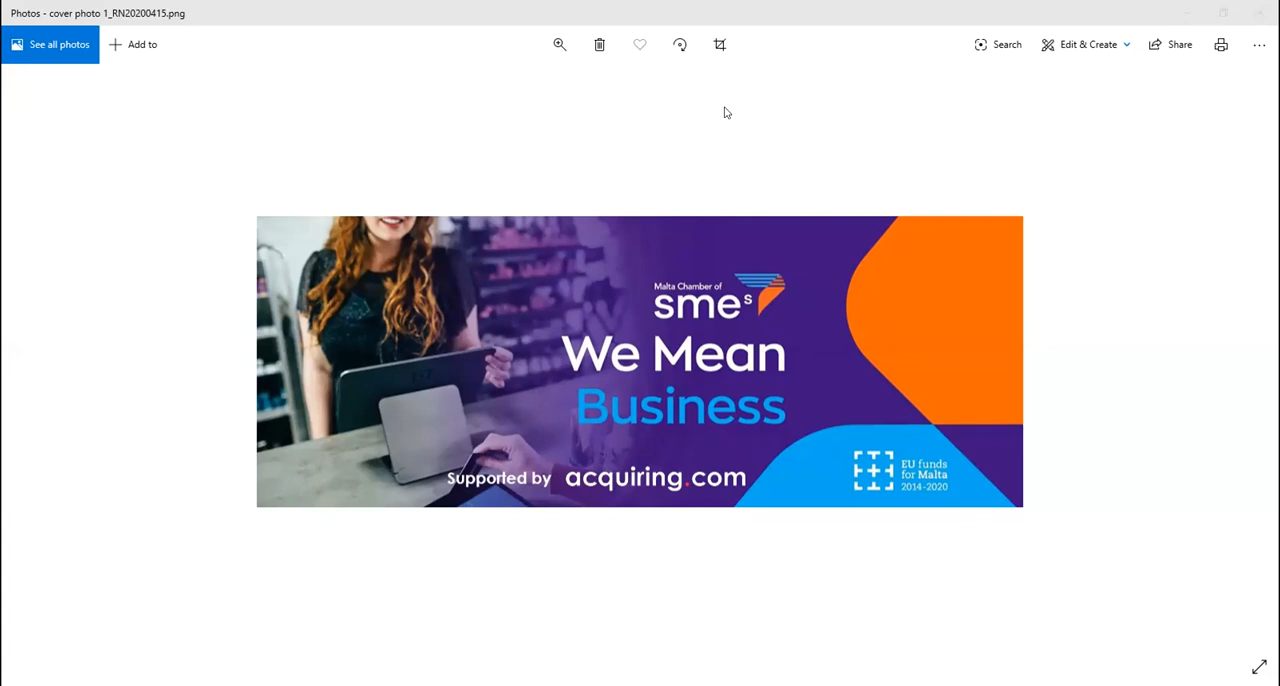 Photos - cover photo 1_RN20200415.png
See all photos
Add to
Search
Edit & Create
Share
Malta Chamber of
smes
We Mean
Business
Supported by acquiring.com
EU funds
for Malta
2014-2020